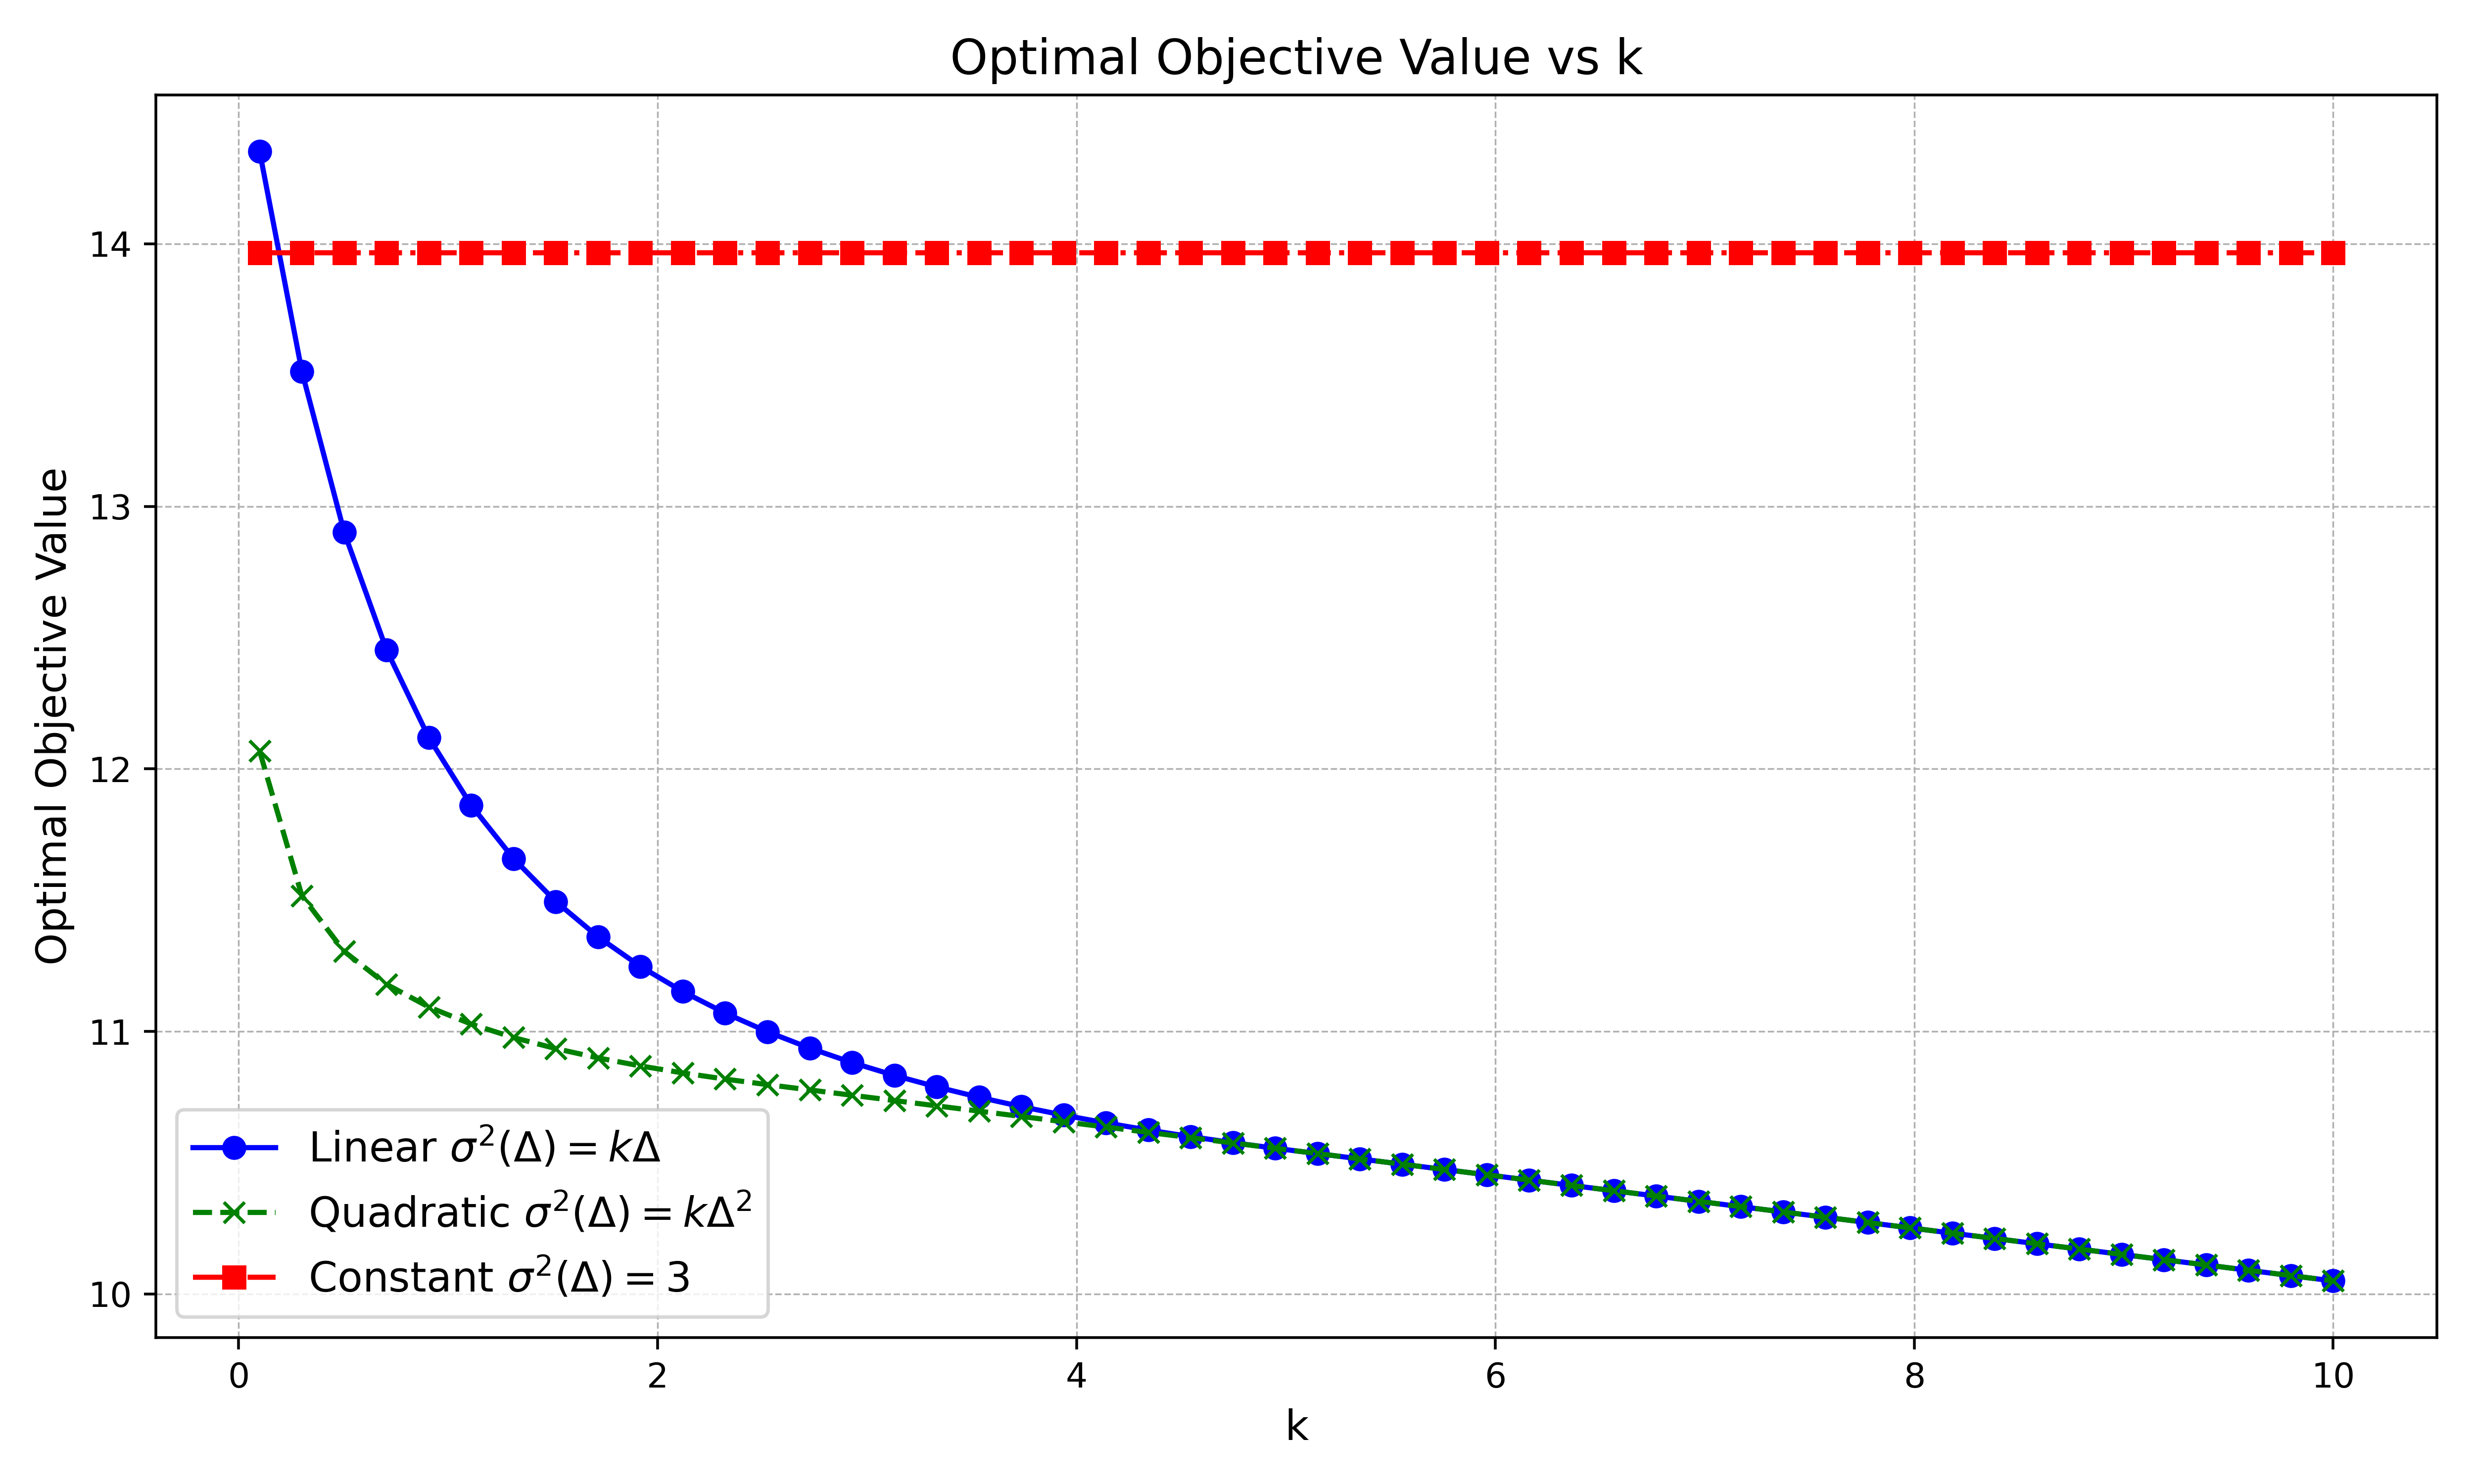 Optimal Objective Value vs k
Optimal Objective Value
14
13
12
11
10
Linear σ²(Δ) = kΔ
Quadratic σ²(Δ) = kΔ²
Constant σ²(Δ) = 3
0 2 4 6 8 10
k